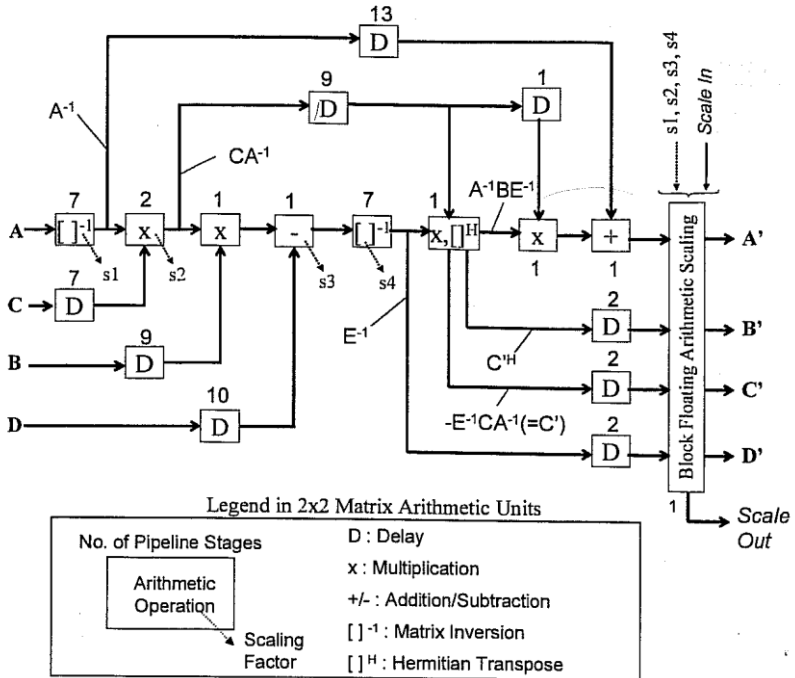 13
D
9
D
1
D
A⁻¹
CA⁻¹
s1, s2, s3, s4
Scale In
A
7
[ ]⁻¹
s1
2
x
s2
1
x
1
-
s3
7
[ ]⁻¹
s4
1
x,[]ᴴ
A⁻¹BE⁻¹
x
1
+
1
A'
C
7
D
B
9
D
D
10
D
E⁻¹
C'ᴴ
2
D
B'
-E⁻¹CA⁻¹(=C')
2
D
C'
2
D
D'
Block Floating Arithmetic Scaling
1
Scale
Out
Legend in 2x2 Matrix Arithmetic Units
No. of Pipeline Stages
Arithmetic
Operation
Scaling
Factor
D : Delay
x : Multiplication
+/- : Addition/Subtraction
[ ]⁻¹ : Matrix Inversion
[ ]ᴴ : Hermitian Transpose